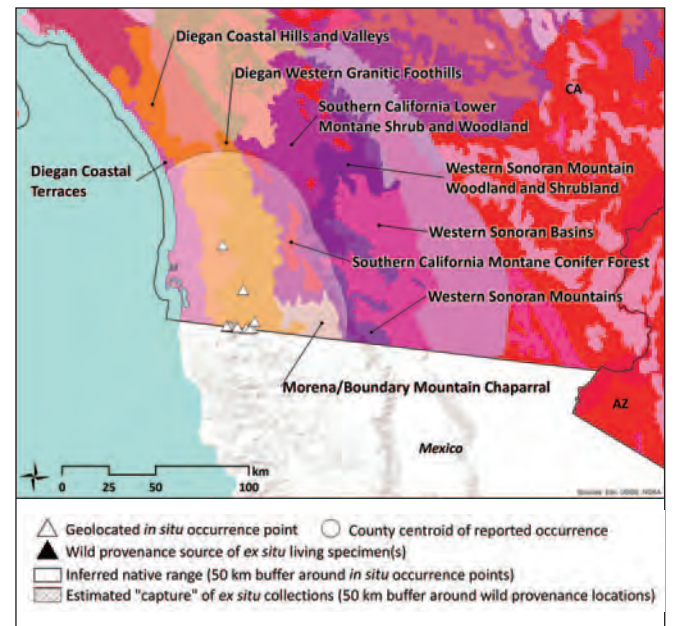 Diegan Coastal Hills and Valleys
Diegan Western Granitic Foothills
CA
Southern California Lower
Montane Shrub and Woodland
Diegan Coastal
Terraces
Western Sonoran Mountain
Woodland and Shrubland
Western Sonoran Basins
Southern California Montane Conifer Forest
Western Sonoran Mountains
Morena/Boundary Mountain Chaparral
AZ
Mexico
km
0 25 50 100
Sources: Esri, USGS, NOAA
Geolocated in situ occurrence point
County centroid of reported occurrence
Wild provenance source of ex situ living specimen(s)
Inferred native range (50 km buffer around in situ occurrence points)
Estimated "capture" of ex situ collections (50 km buffer around wild provenance locations)